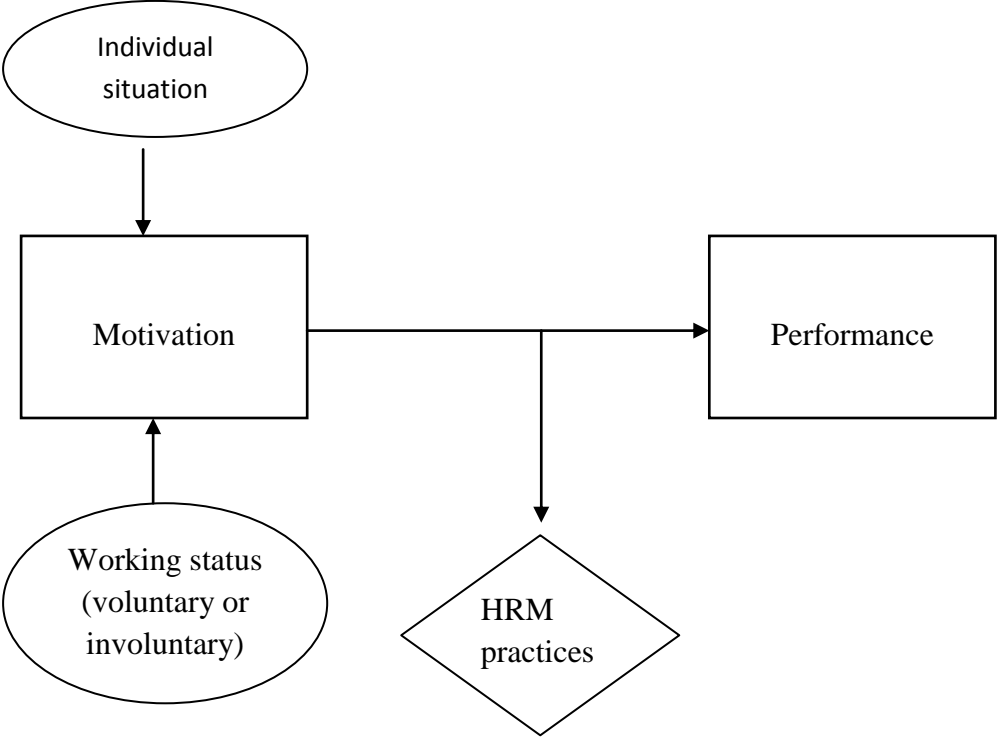 Individual
situation
Motivation
Performance
Working status
(voluntary or
involuntary)
HRM
practices